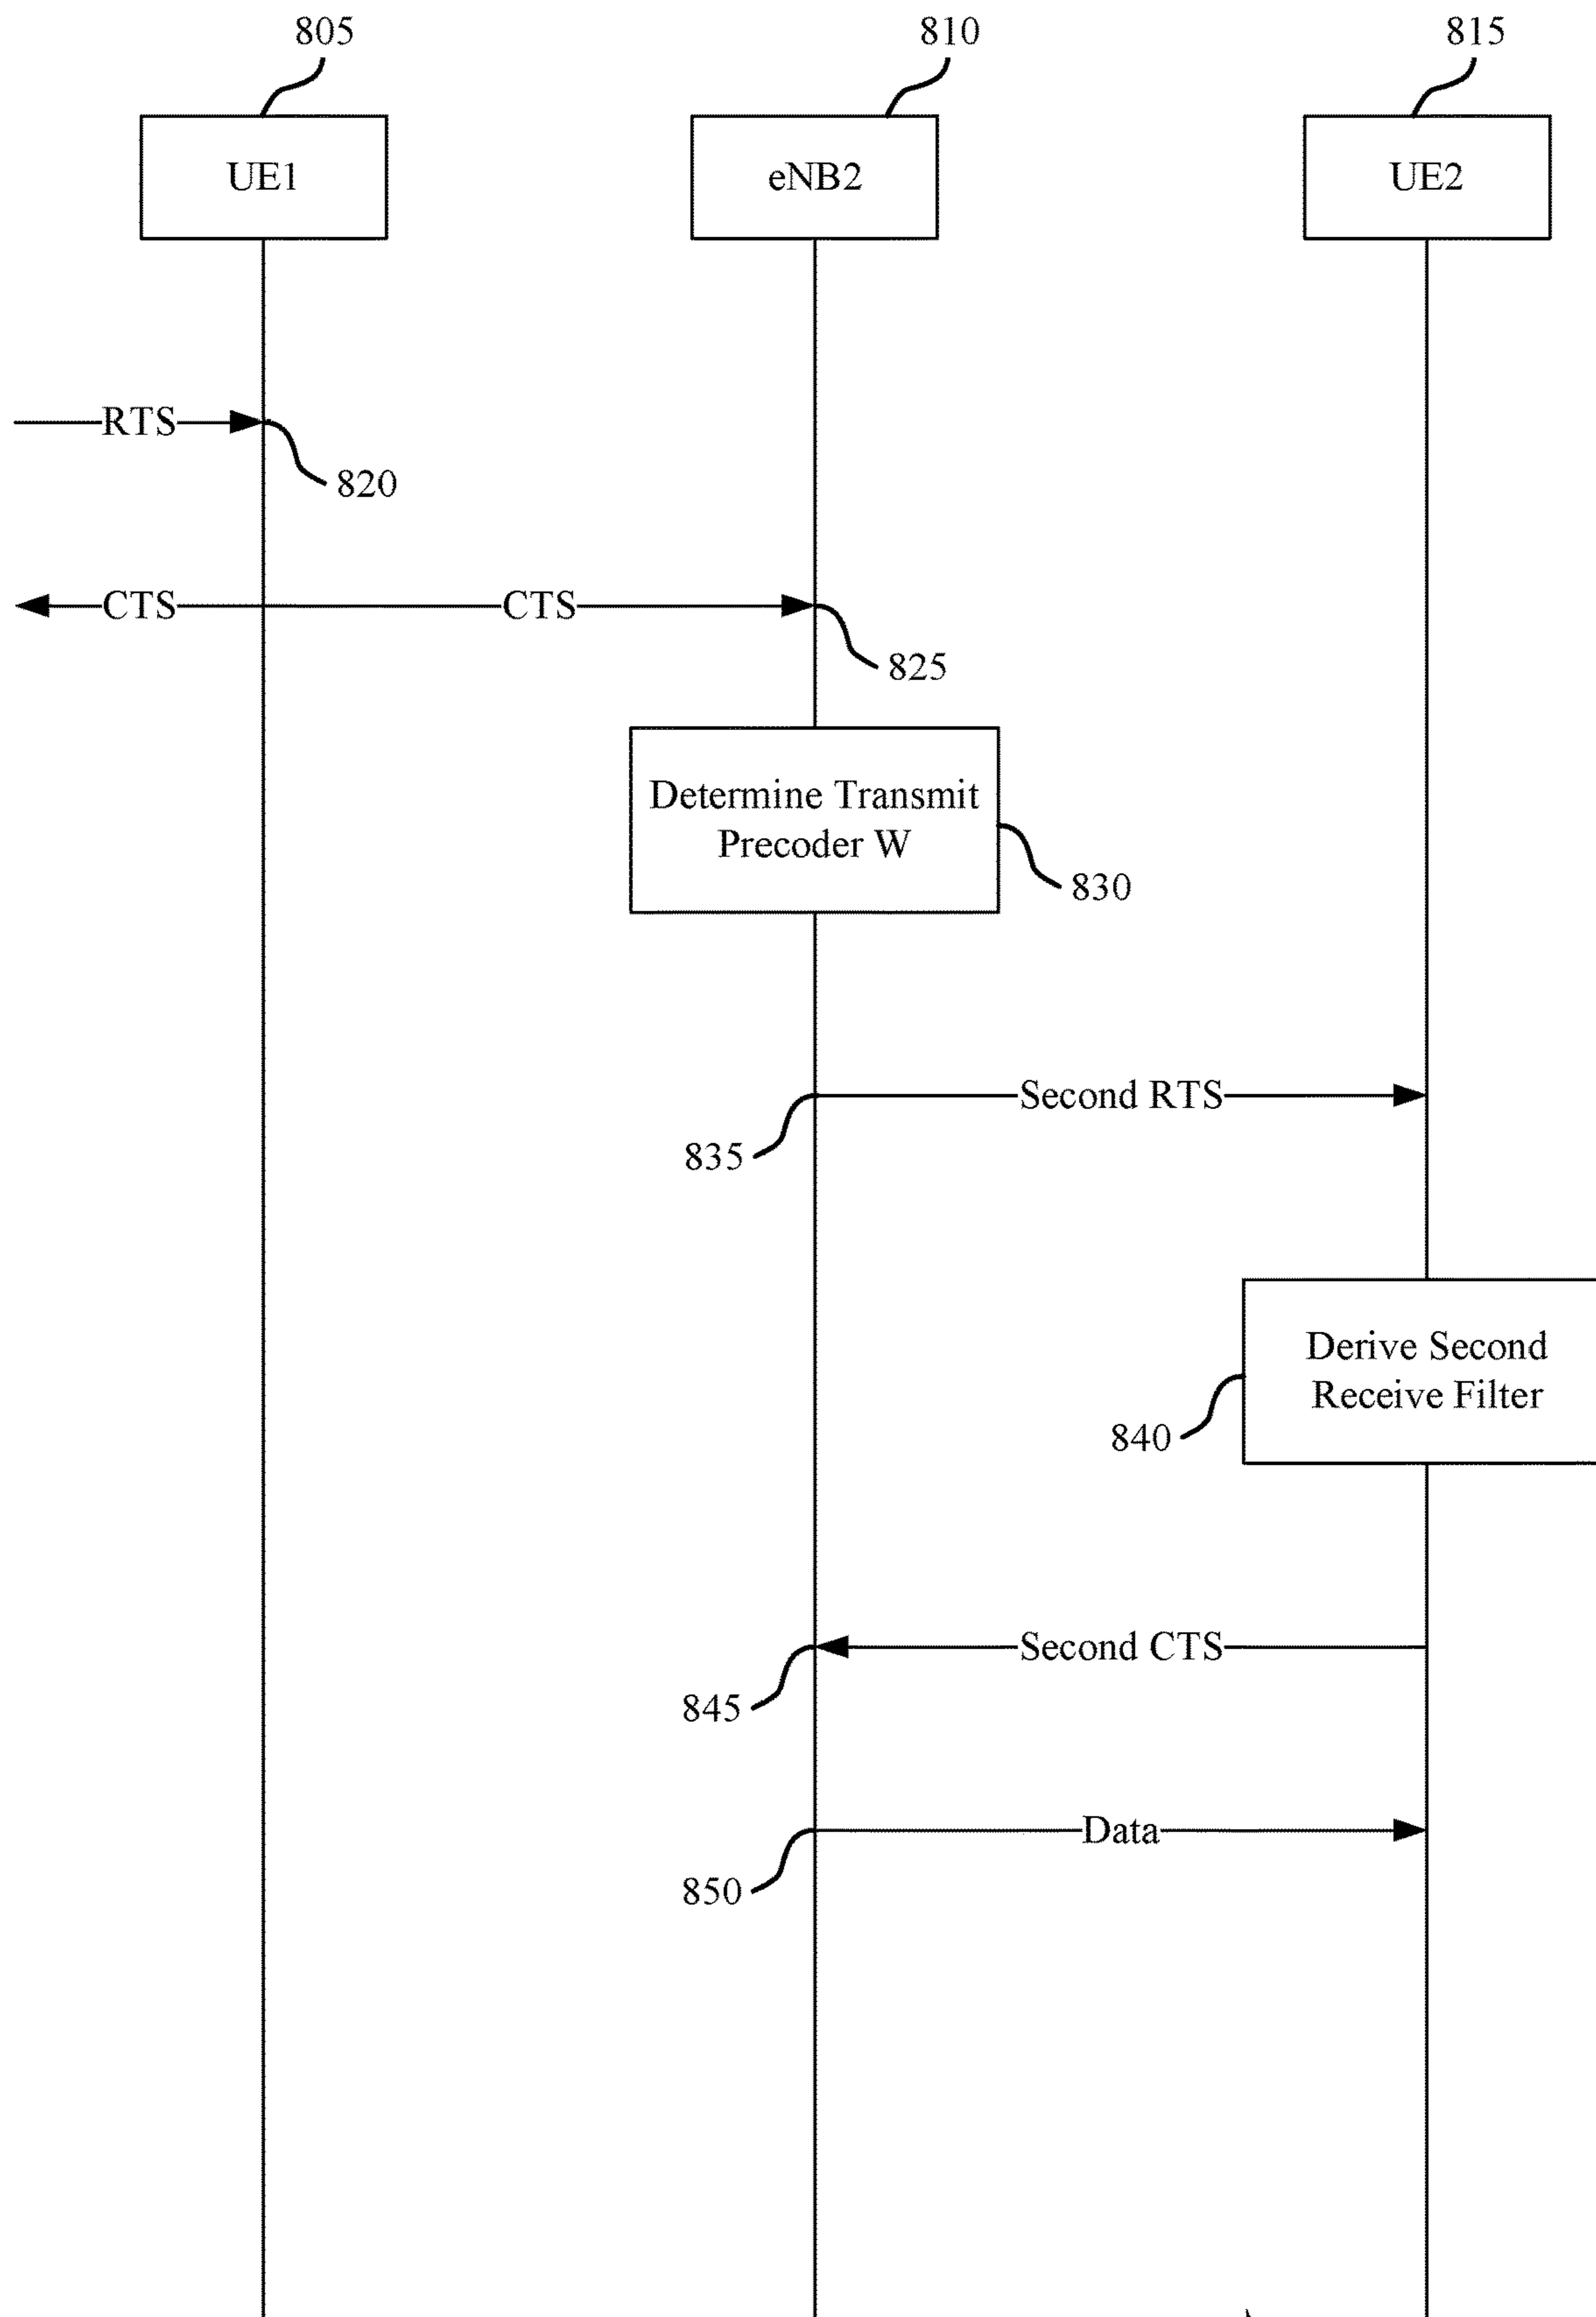 805
810
815
UE1
eNB2
UE2
RTS
820
CTS
CTS
825
Determine Transmit
Precoder W
830
Second RTS
835
Derive Second
Receive Filter
840
Second CTS
845
Data
850